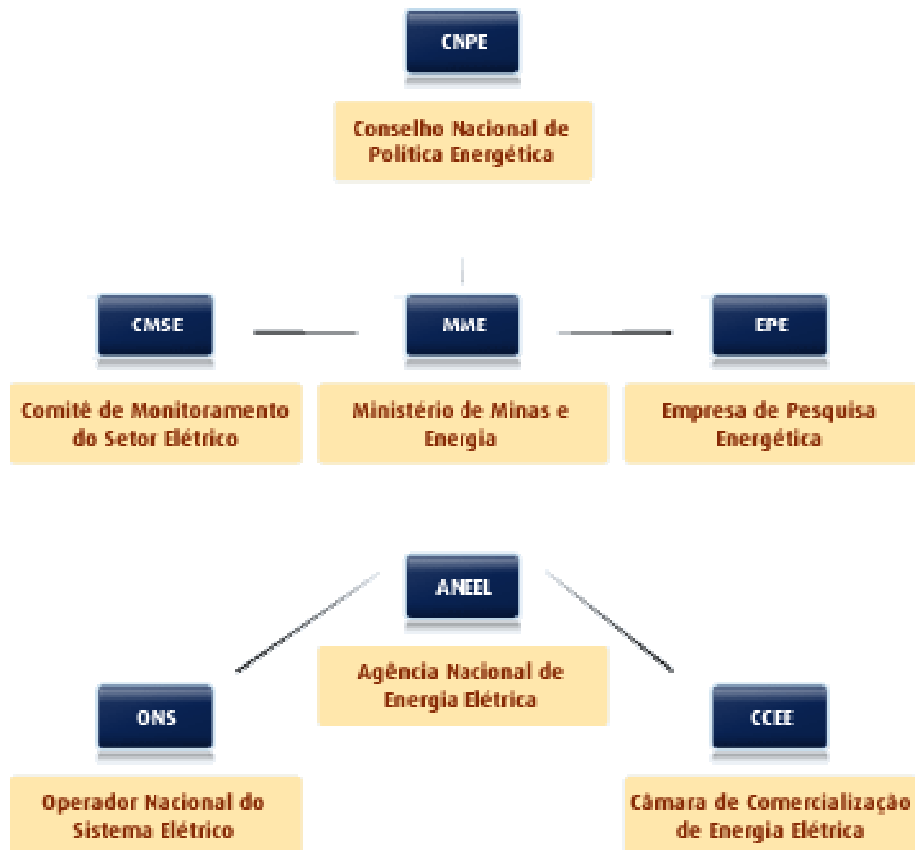 CNPE
Conselho Nacional de
Política Energética
CMSE
MME
EPE
Comitê de Monitoramento
do Setor Elétrico
Ministério de Minas e
Energia
Empresa de Pesquisa
Energética
ANEEL
Agência Nacional de
Energia Elétrica
ONS
CCEE
Operador Nacional do
Sistema Elétrico
Câmara de Comercialização
de Energia Elétrica